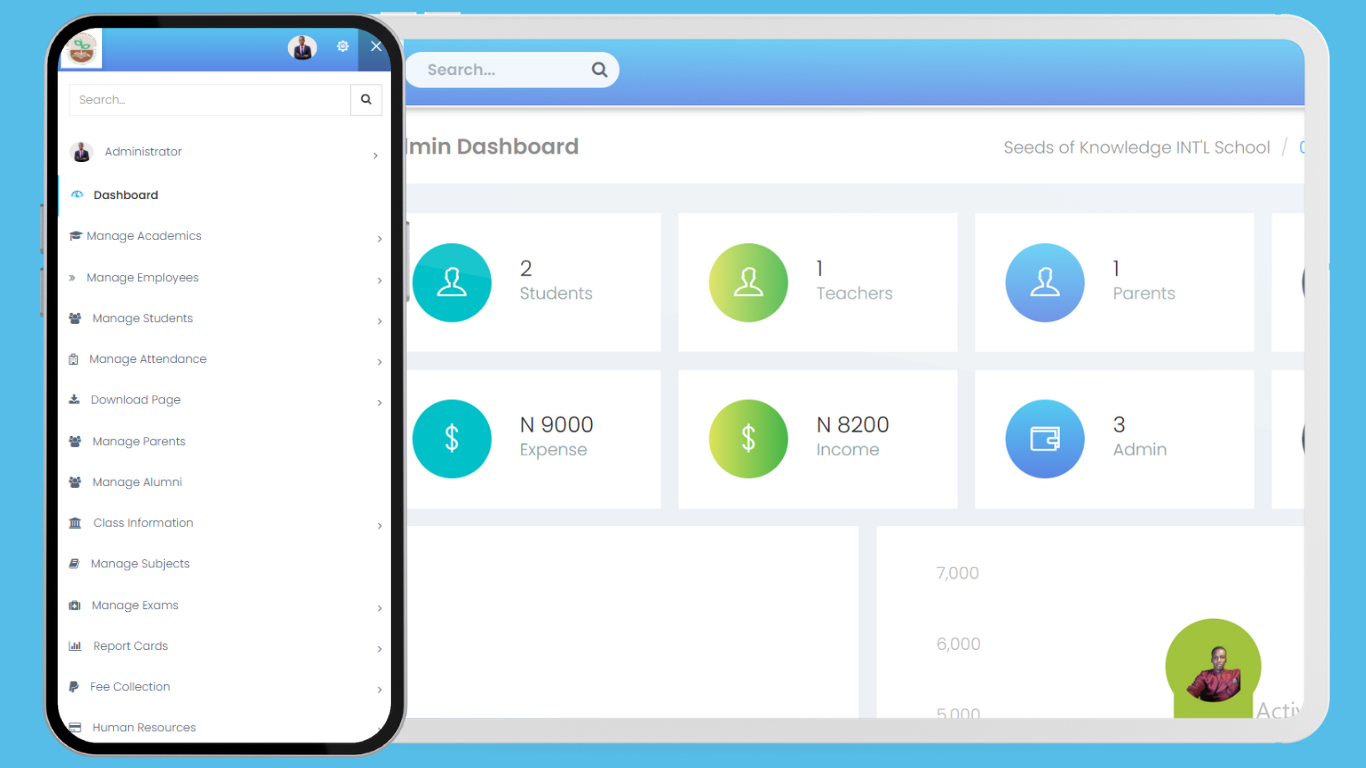 Search...
Administrator
Dashboard
Manage Academics
Manage Employees
Manage Students
Manage Attendance
Download Page
Manage Parents
Manage Alumni
Class Information
Manage Subjects
Manage Exams
Report Cards
Fee Collection
Human Resources
Search...
min Dashboard
Seeds of Knowledge INT'L School /
2
Students
1
Teachers
1
Parents
N 9000
Expense
N 8200
Income
3
Admin
7,000
6,000
5,000
Activ